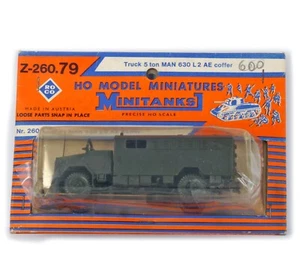 Z-260.79
Truck 5 ton MAN 630 L 2 AE coffer
600
ROCO
HO MODEL MINIATURES
MINITANKS
MADE IN AUSTRIA
LOOSE PARTS SNAP IN PLACE
PRECISE HO SCALE
Nr. 260